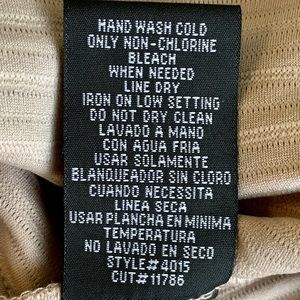 HAND WASH COLD
ONLY NON-CHLORINE
BLEACH
WHEN NEEDED
LINE DRY
IRON ON LOW SETTING
DO NOT DRY CLEAN
LAVADO A MANO
CON AGUA FRIA
USAR SOLAMENTE
BLANQUEADOR SIN CLORO
CUANDO NECESSITA
LINEA SECA
USAR PLANCHA EN MINIMA
TEMPERATURA
NO LAVADO EN SECO
STYLE#4015
CUT#11786